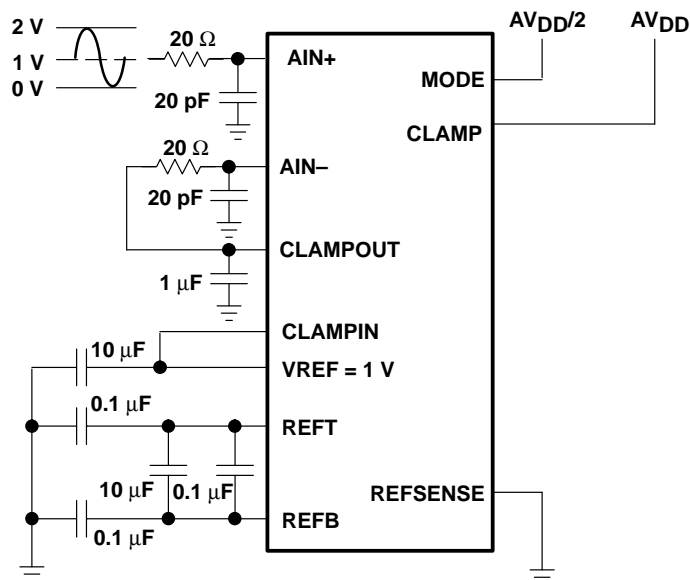 AVDD/2
AVDD
2 V
1 V
0 V
20 Ω
AIN+
20 pF
MODE
CLAMP
20 Ω
AIN–
20 pF
CLAMPOUT
1 μF
CLAMPIN
10 μF
VREF = 1 V
0.1 μF
REFT
10 μF
0.1 μF
REFSENSE
REFB
0.1 μF